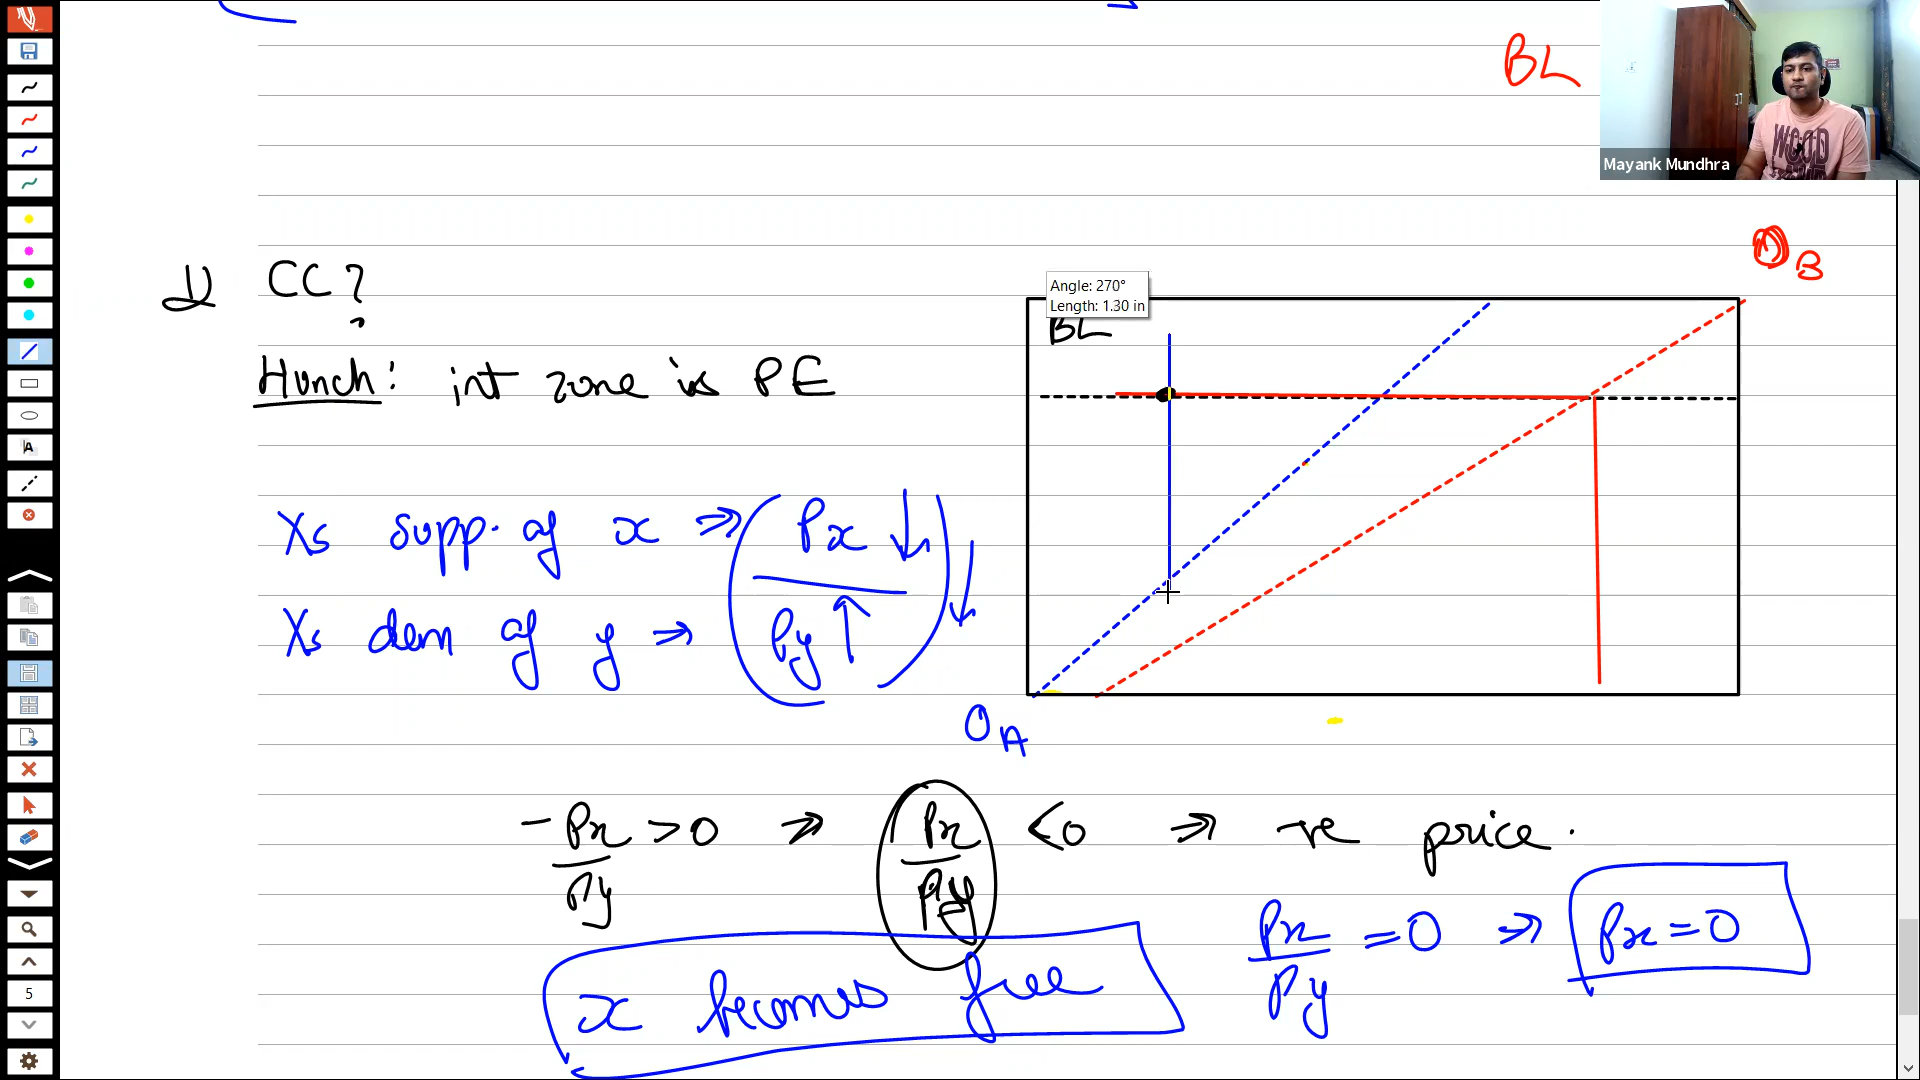 BL
Mayank Mundhra
B
1) CC?
Angle: 270°
Length: 1.30 in
BL
Hunch: int zone is PE
Xs supp. of x ⇒ Px ↓
Xs dem of y ⇒ Py ↑ ↓
O A
-Px/Py > 0 ⇒ Px/Py < 0 ⇒ -ve price.
Px/Py = 0 ⇒ Px = 0
x becomes free
5